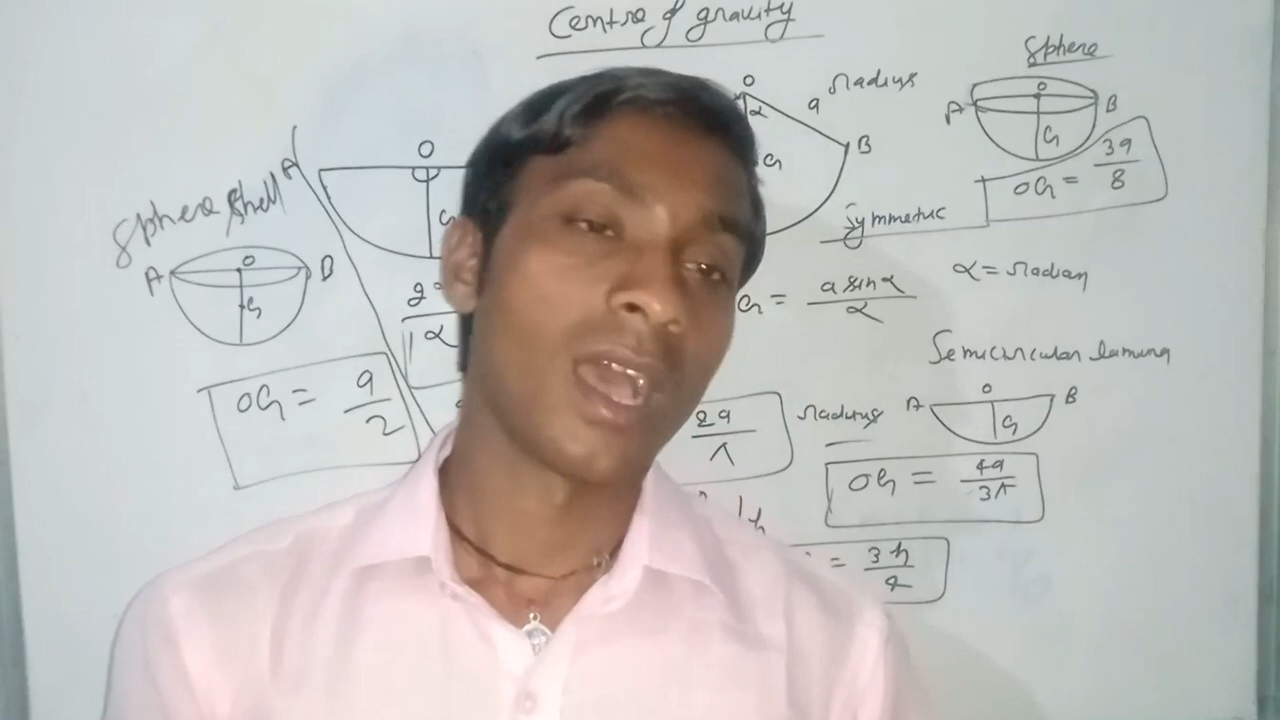 Centre of gravity
Sphere
O
α
a radius
B
G
A O B
G
OG = 3a/8
Symmetric
α = radian
G = a sinα/α
Sphere shell
A O B
G
OG = a/2
A
O
G
α
2a/π
radius
Semicircular lamina
A O B
G
OG = 4a/3π
h
= 3h/4